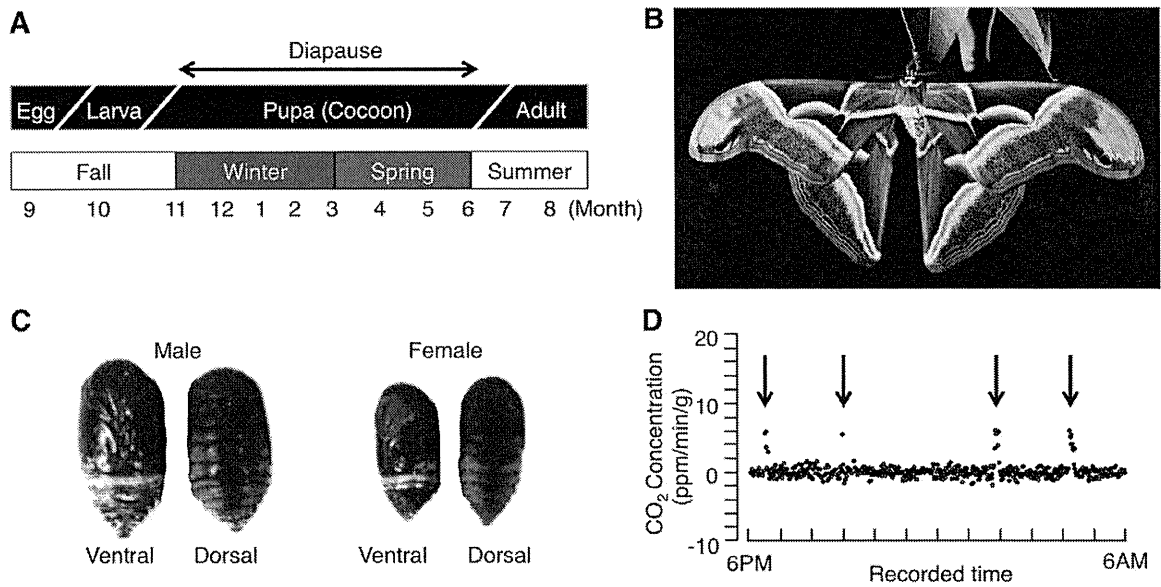 A
Diapause
Egg Larva Pupa (Cocoon) Adult
Fall Winter Spring Summer
9 10 11 12 1 2 3 4 5 6 7 8 (Month)
B
C
Male Female
Ventral Dorsal Ventral Dorsal
D
CO2 Concentration
(ppm/min/g)
20
10
0
-10
6PM 6AM
Recorded time